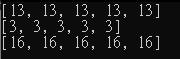 [13, 13, 13, 13, 13]
[3, 3, 3, 3, 3]
[16, 16, 16, 16, 16]